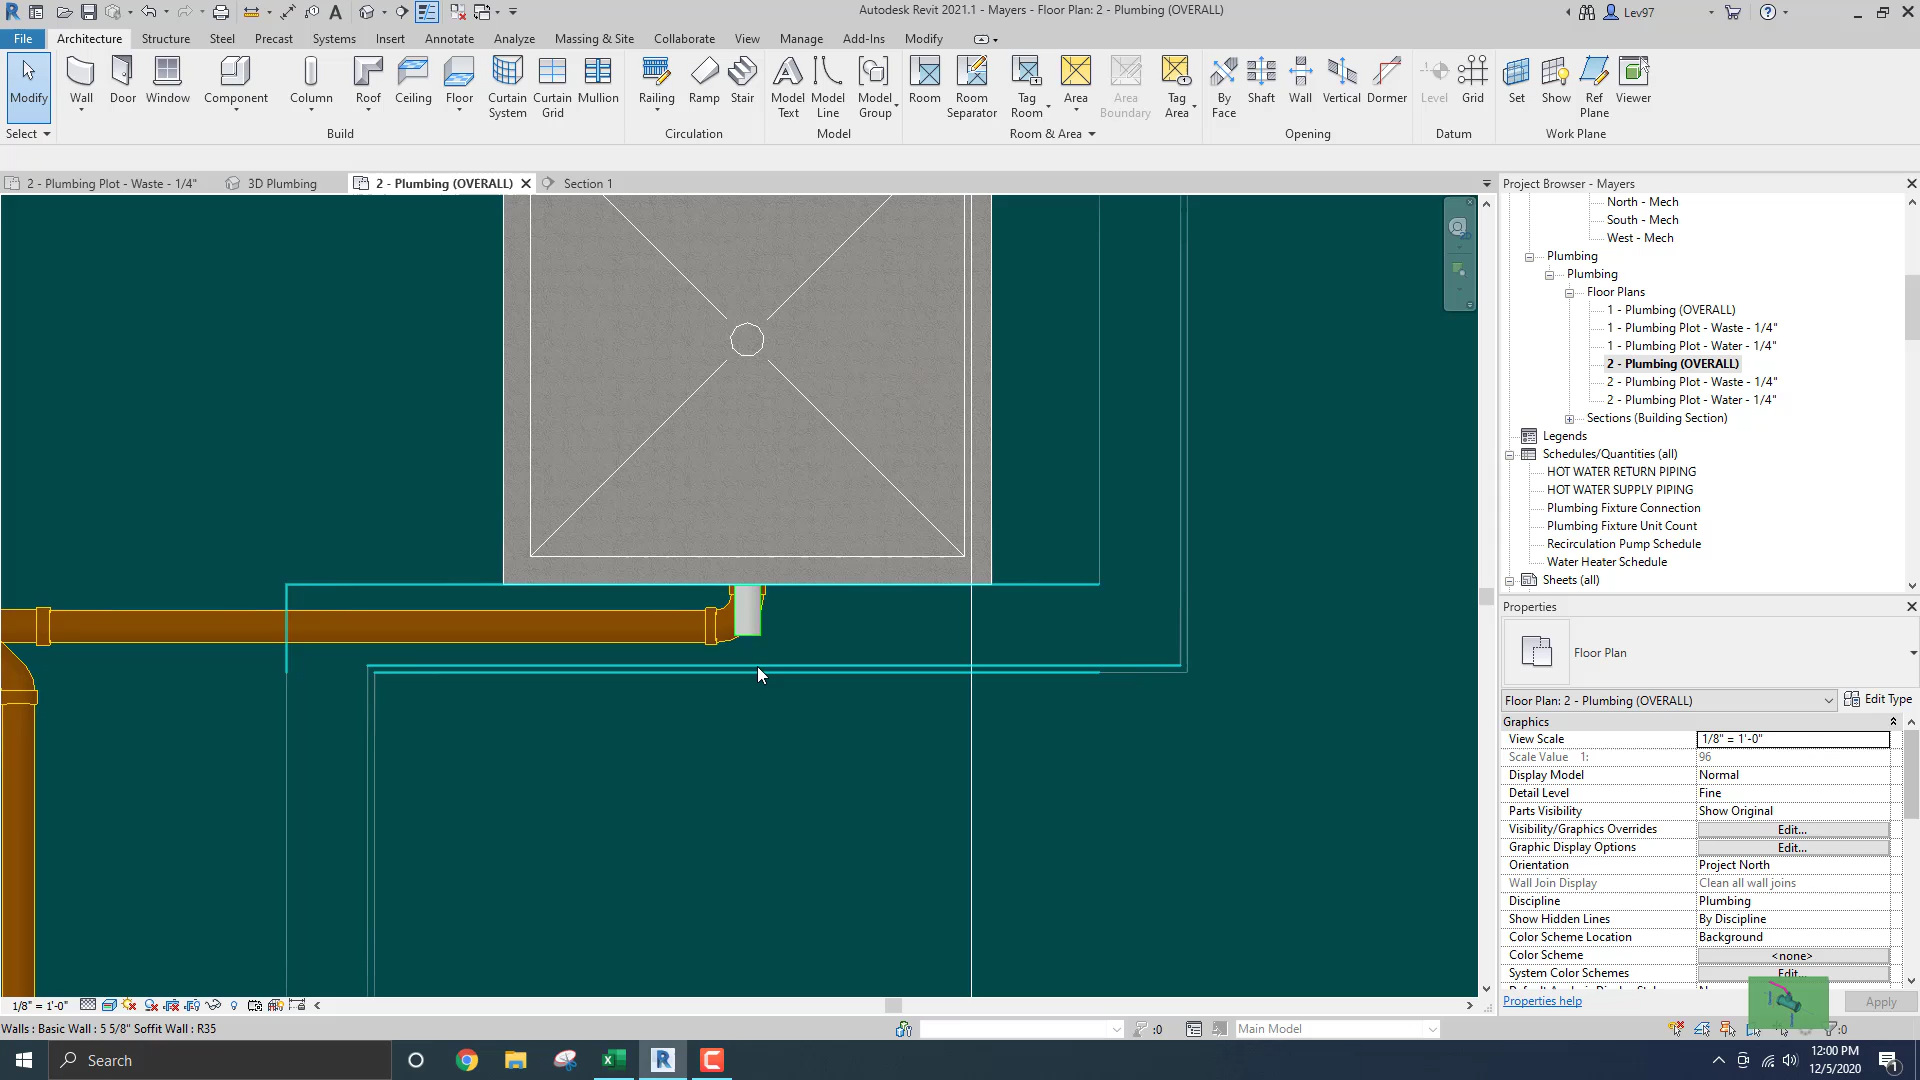 Autodesk Revit 2021.1 - Mayers - Floor Plan: 2 - Plumbing (OVERALL)
Lev97
File
Architecture
Structure
Steel
Precast
Systems
Insert
Annotate
Analyze
Massing & Site
Collaborate
View
Manage
Add-Ins
Modify
Modify
Wall
Door
Window
Component
Column
Roof
Ceiling
Floor
Curtain
System
Curtain
Grid
Mullion
Railing
Ramp
Stair
Model
Text
Model
Line
Model
Group
Room
Room
Separator
Tag
Room
Area
Area
Boundary
Tag
Area
By
Face
Shaft
Wall
Vertical
Dormer
Level
Grid
Set
Show
Ref
Plane
Viewer
Select
Build
Circulation
Model
Room & Area
Opening
Datum
Work Plane
2 - Plumbing Plot - Waste - 1/4"
3D Plumbing
2 - Plumbing (OVERALL)
Section 1
Project Browser - Mayers
North - Mech
South - Mech
West - Mech
Plumbing
Plumbing
Floor Plans
1 - Plumbing (OVERALL)
1 - Plumbing Plot - Waste - 1/4"
1 - Plumbing Plot - Water - 1/4"
2 - Plumbing (OVERALL)
2 - Plumbing Plot - Waste - 1/4"
2 - Plumbing Plot - Water - 1/4"
Sections (Building Section)
Legends
Schedules/Quantities (all)
HOT WATER RETURN PIPING
HOT WATER SUPPLY PIPING
Plumbing Fixture Connection
Plumbing Fixture Unit Count
Recirculation Pump Schedule
Water Heater Schedule
Sheets (all)
Properties
Floor Plan
Floor Plan: 2 - Plumbing (OVERALL)
Edit Type
Graphics
View Scale 1/8" = 1'-0"
Scale Value 1: 96
Display Model Normal
Detail Level Fine
Parts Visibility Show Original
Visibility/Graphics Overrides Edit...
Graphic Display Options Edit...
Orientation Project North
Wall Join Display Clean all wall joins
Discipline Plumbing
Show Hidden Lines By Discipline
Color Scheme Location Background
Color Scheme <none>
System Color Schemes Edit...
Properties help
Apply
1/8" = 1'-0"
Walls : Basic Wall : 5 5/8" Soffit Wall : R35
:0
Main Model
:0
Search
12:00 PM
12/5/2020
1